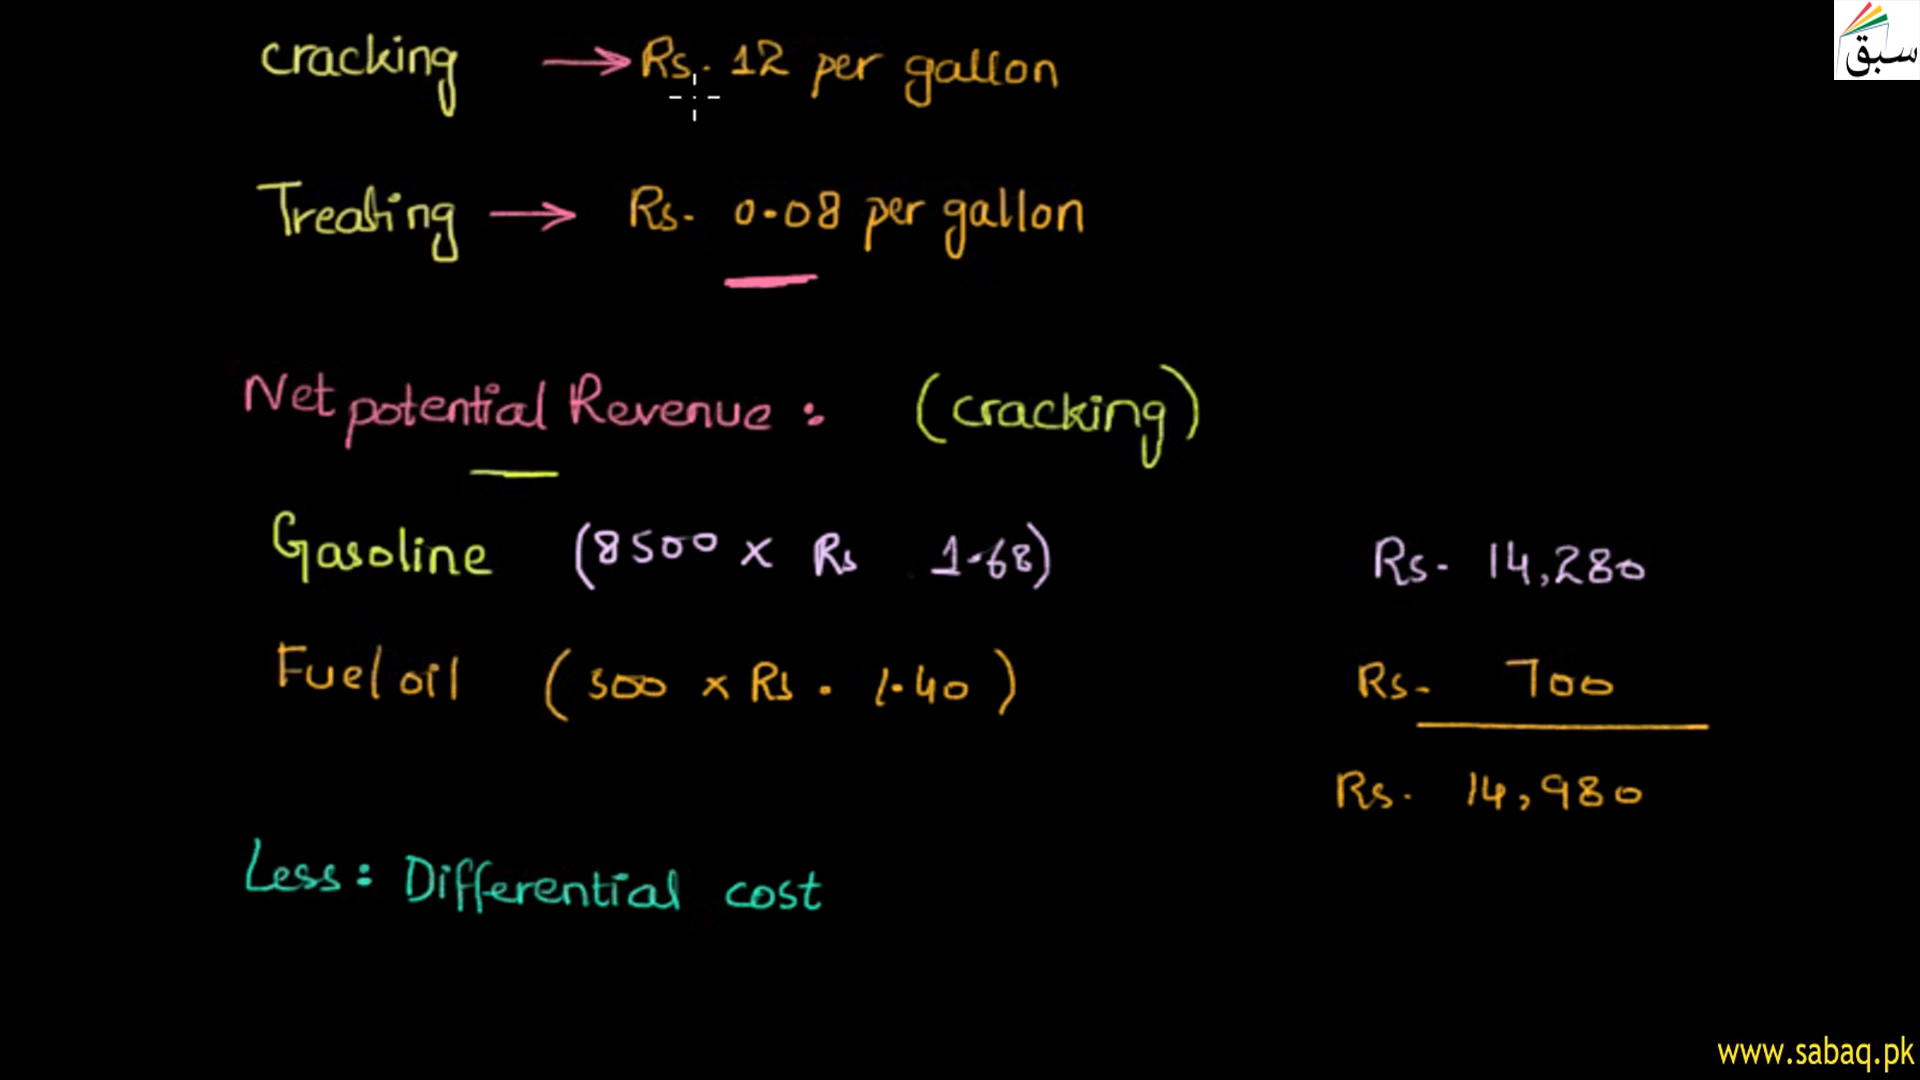 سبق
cracking → Rs. 12 per gallon
Treating → Rs. 0.08 per gallon
Net potential Revenue : (cracking)
Gasoline (8500 x Rs 1.68) Rs. 14,280
Fuel oil (500 x Rs. 1.40) Rs. 700
Rs. 14,980
Less : Differential cost
www.sabaq.pk